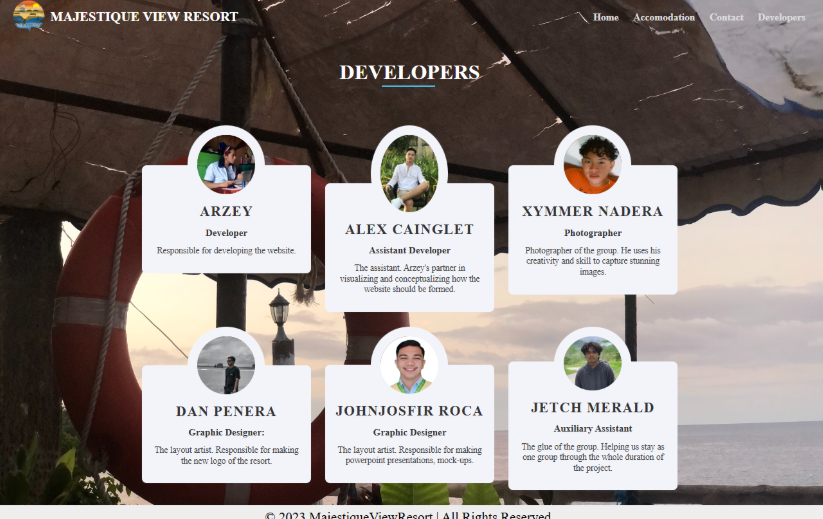 MAJESTIQUE VIEW RESORT
Home Accomodation Contact Developers
DEVELOPERS
ARZEY
Developer
Responsible for developing the website.
ALEX CAINGLET
Assistant Developer
The assistant. Arzey's partner in
visualizing and conceptualizing how the
website should be formed.
XYMMER NADERA
Photographer
Photographer of the group. He uses his
creativity and skill to capture stunning
images.
DAN PENERA
Graphic Designer:
The layout artist. Responsible for making
the new logo of the resort.
JOHNJOSFIR ROCA
Graphic Designer
The layout artist. Responsible for making
powerpoint presentations, mock-ups.
JETCH MERALD
Auxiliary Assistant
The glue of the group. Helping us stay as
one group through the whole duration of
the project.
© 2023 MajestiqueViewResort | All Rights Reserved